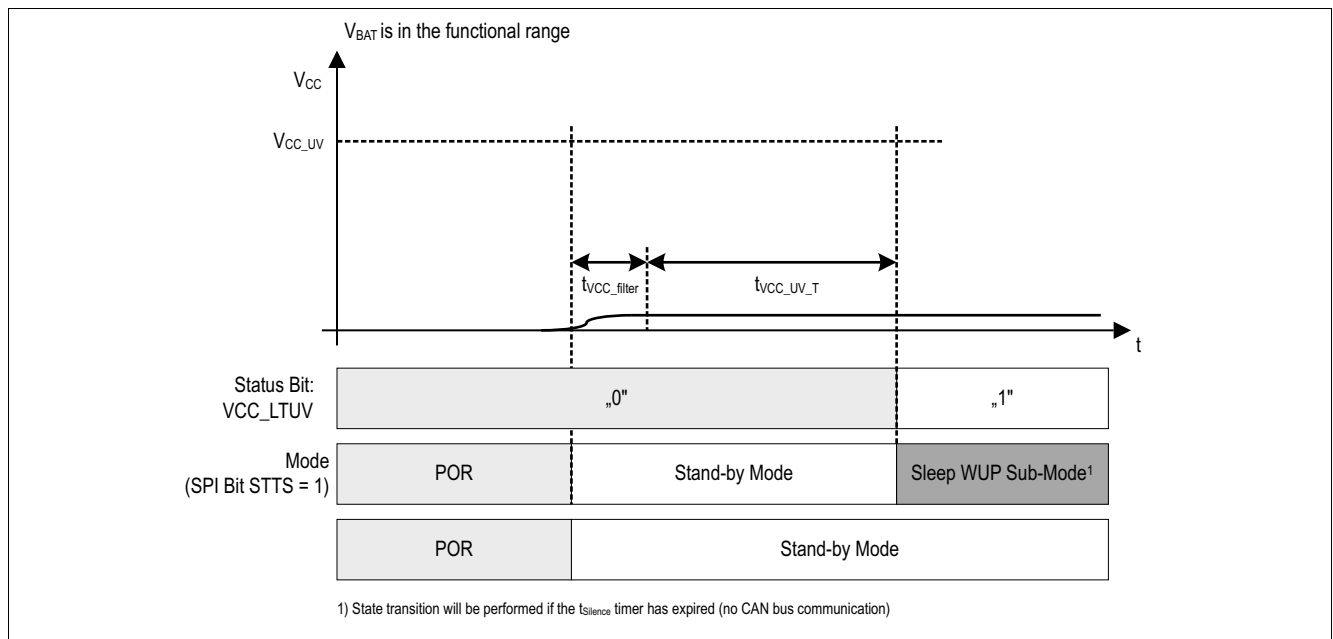 VBAT is in the functional range
VCC
VCC_UV
tVCC_filter
tVCC_UV_T
t
Status Bit:
VCC_LTUV
„0"
„1"
Mode
(SPI Bit STTS = 1)
POR
Stand-by Mode
Sleep WUP Sub-Mode1
POR
Stand-by Mode
1) State transition will be performed if the tSilence timer has expired (no CAN bus communication)